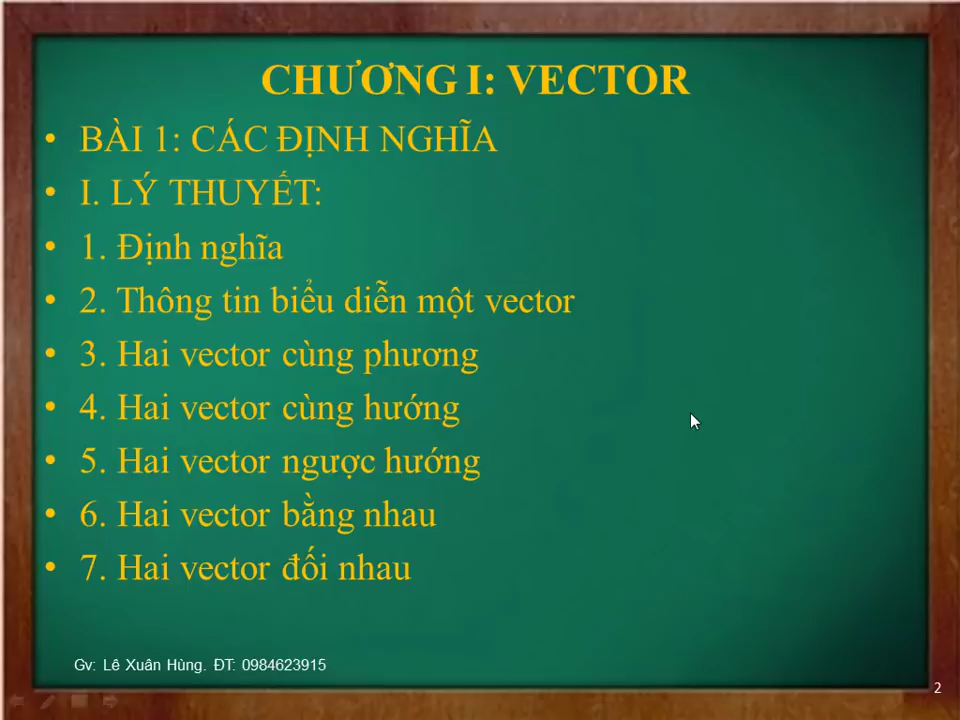 CHƯƠNG I: VECTOR
• BÀI 1: CÁC ĐỊNH NGHĨA
• I. LÝ THUYẾT:
• 1. Định nghĩa
• 2. Thông tin biểu diễn một vector
• 3. Hai vector cùng phương
• 4. Hai vector cùng hướng
• 5. Hai vector ngược hướng
• 6. Hai vector bằng nhau
• 7. Hai vector đối nhau
Gv: Lê Xuân Hùng. ĐT: 0984623915
2